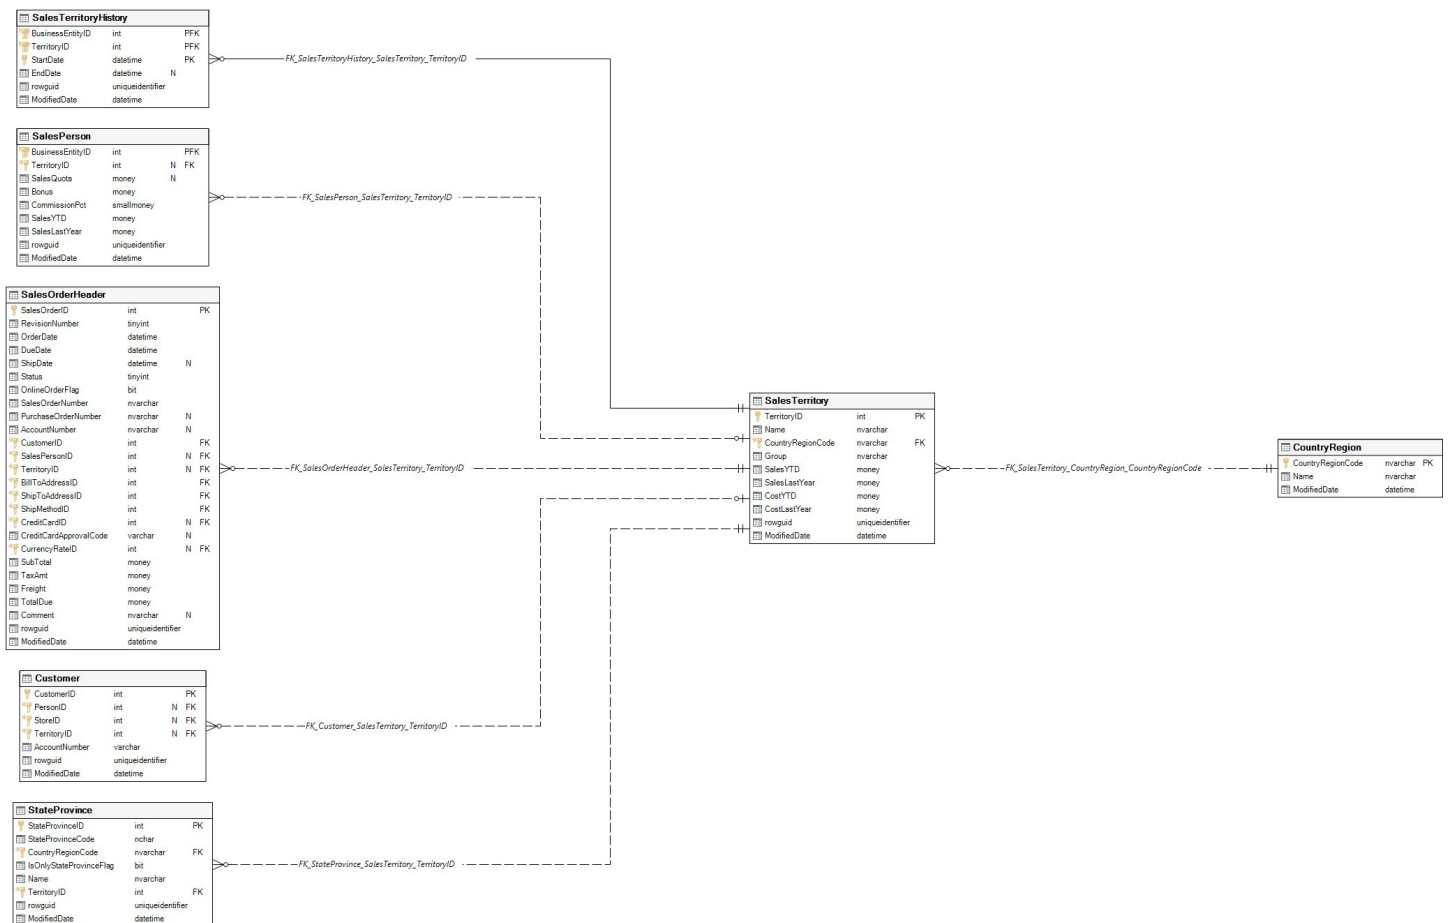 SalesTerritoryHistory
BusinessEntityID int PFK
TerritoryID int PFK
StartDate datetime PK
EndDate datetime N
rowguid uniqueidentifier
ModifiedDate datetime
FK_SalesTerritoryHistory_SalesTerritory_TerritoryID
SalesPerson
BusinessEntityID int PFK
TerritoryID int N FK
SalesQuota money N
Bonus money
CommissionPct smallmoney
SalesYTD money
SalesLastYear money
rowguid uniqueidentifier
ModifiedDate datetime
FK_SalesPerson_SalesTerritory_TerritoryID
SalesOrderHeader
SalesOrderID int PK
RevisionNumber tinyint
OrderDate datetime
DueDate datetime
ShipDate datetime N
Status tinyint
OnlineOrderFlag bit
SalesOrderNumber nvarchar
PurchaseOrderNumber nvarchar N
AccountNumber nvarchar N
CustomerID int FK
SalesPersonID int N FK
TerritoryID int N FK
BillToAddressID int FK
ShipToAddressID int FK
ShipMethodID int FK
CreditCardID int N FK
CreditCardApprovalCode varchar N
CurrencyRateID int N FK
SubTotal money
TaxAmt money
Freight money
TotalDue money
Comment nvarchar N
rowguid uniqueidentifier
ModifiedDate datetime
FK_SalesOrderHeader_SalesTerritory_TerritoryID
Customer
CustomerID int PK
PersonID int N FK
StoreID int N FK
TerritoryID int N FK
AccountNumber varchar
rowguid uniqueidentifier
ModifiedDate datetime
FK_Customer_SalesTerritory_TerritoryID
StateProvince
StateProvinceID int PK
StateProvinceCode nchar
CountryRegionCode nvarchar FK
IsOnlyStateProvinceFlag bit
Name nvarchar
TerritoryID int FK
rowguid uniqueidentifier
ModifiedDate datetime
FK_StateProvince_SalesTerritory_TerritoryID
SalesTerritory
TerritoryID int PK
Name nvarchar
CountryRegionCode nvarchar FK
Group nvarchar
SalesYTD money
SalesLastYear money
CostYTD money
CostLastYear money
rowguid uniqueidentifier
ModifiedDate datetime
FK_SalesTerritory_CountryRegion_CountryRegionCode
CountryRegion
CountryRegionCode nvarchar PK
Name nvarchar
ModifiedDate datetime